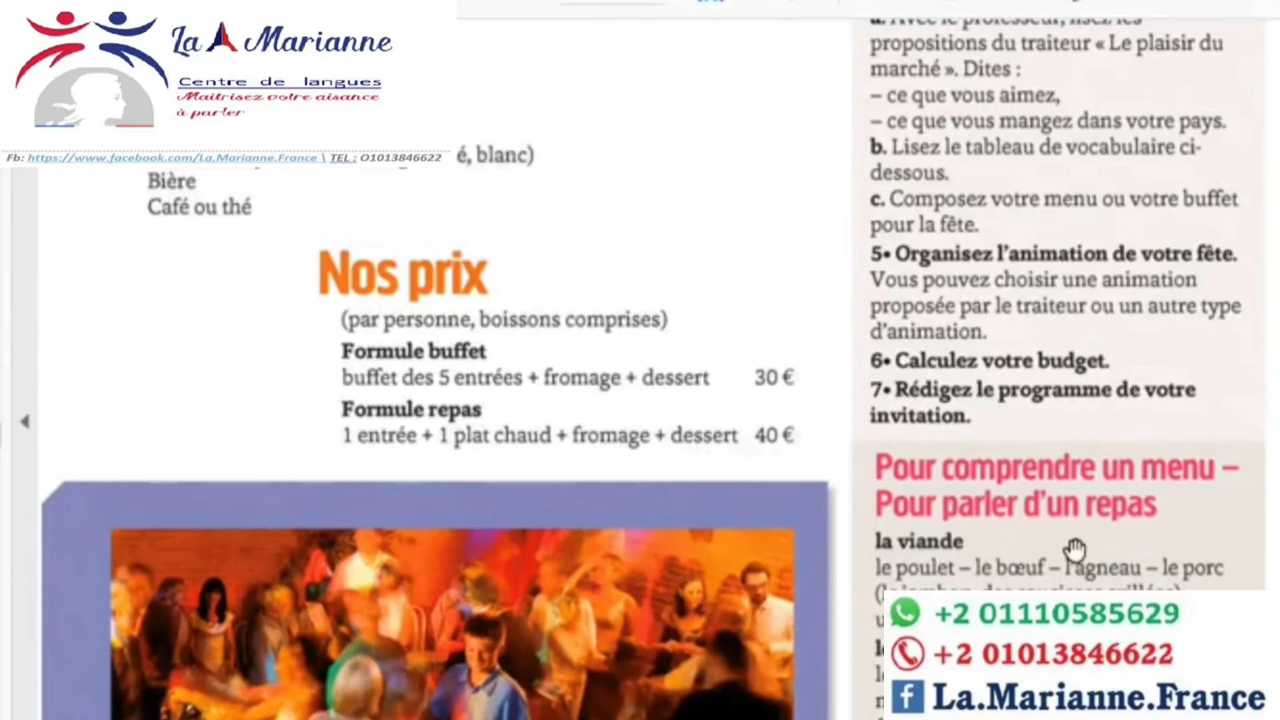 La Marianne
Centre de langues
Maîtrisez votre aisance
à parler
Fb: https://www.facebook.com/La.Marianne.France \ TEL : 01013846622
é, blanc)
Bière
Café ou thé
Nos prix
(par personne, boissons comprises)
Formule buffet
buffet des 5 entrées + fromage + dessert 30 €
Formule repas
1 entrée + 1 plat chaud + fromage + dessert 40 €
a. Avec le professeur, lisez les
propositions du traiteur « Le plaisir du
marché ». Dites :
– ce que vous aimez,
– ce que vous mangez dans votre pays.
b. Lisez le tableau de vocabulaire ci-
dessous.
c. Composez votre menu ou votre buffet
pour la fête.
5• Organisez l'animation de votre fête.
Vous pouvez choisir une animation
proposée par le traiteur ou un autre type
d'animation.
6• Calculez votre budget.
7• Rédigez le programme de votre
invitation.
Pour comprendre un menu –
Pour parler d'un repas
la viande
le poulet – le bœuf – l'agneau – le porc
+2 01110585629
+2 01013846622
La.Marianne.France